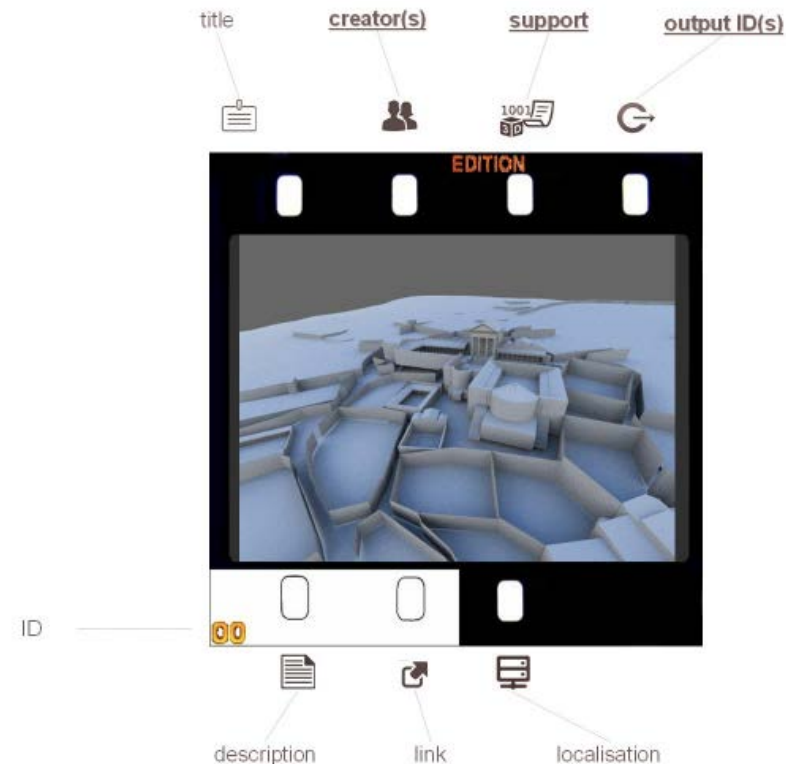 title creator(s) support output ID(s)
1001
3D
EDITION
ID
00
description link localisation